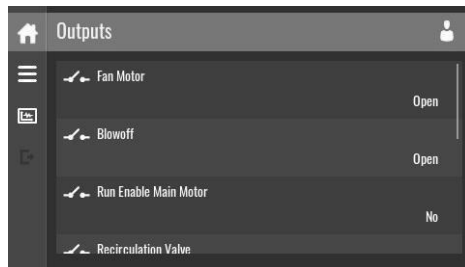 Outputs
Fan Motor
Open
Blowoff
Open
Run Enable Main Motor
No
Recirculation Valve